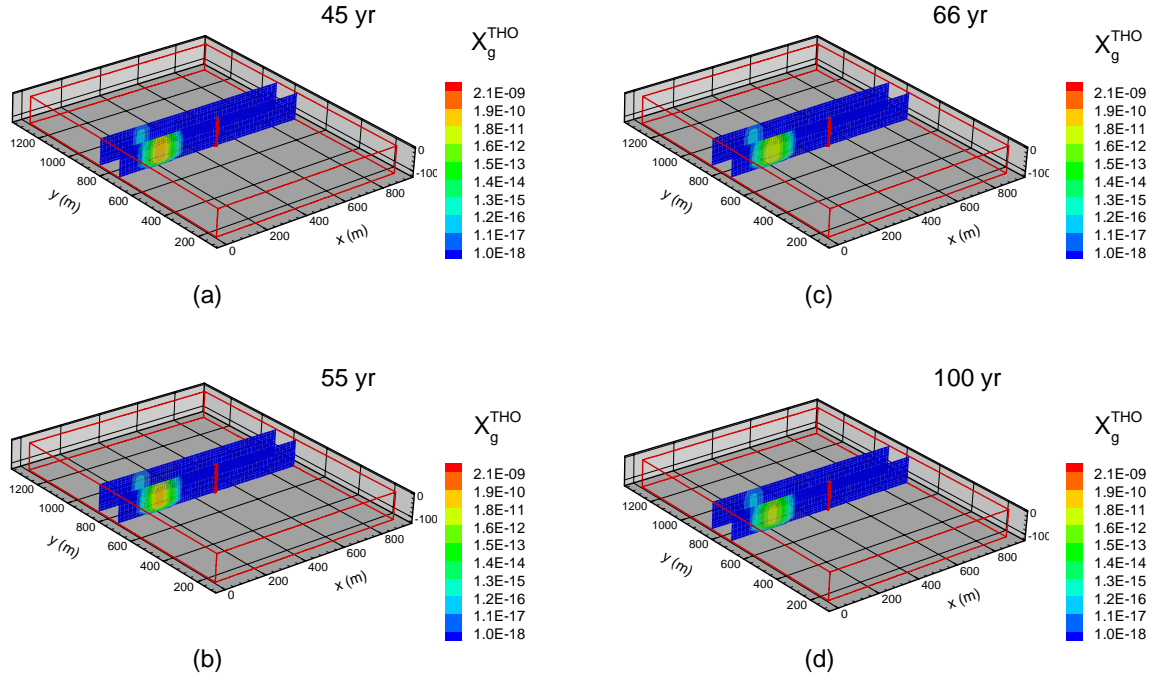 45 yr
X_g^THO
2.1E-09
1.9E-10
1.8E-11
1.6E-12
1.5E-13
1.4E-14
1.2E-15
1.2E-16
1.1E-17
1.0E-18
0
-100
1200
1000
800
600
400
200
y (m)
0
200
400
600
800
x (m)
(a)
66 yr
X_g^THO
2.1E-09
1.9E-10
1.8E-11
1.6E-12
1.5E-13
1.4E-14
1.2E-15
1.2E-16
1.1E-17
1.0E-18
0
-100
1200
1000
800
600
400
200
y (m)
0
200
400
600
800
x (m)
(c)
55 yr
X_g^THO
2.1E-09
1.9E-10
1.8E-11
1.6E-12
1.5E-13
1.4E-14
1.2E-15
1.2E-16
1.1E-17
1.0E-18
0
-100
1200
1000
800
600
400
200
y (m)
0
200
400
600
800
x (m)
(b)
100 yr
X_g^THO
2.1E-09
1.9E-10
1.8E-11
1.6E-12
1.5E-13
1.4E-14
1.2E-15
1.2E-16
1.1E-17
1.0E-18
0
-100
1200
1000
800
600
400
200
y (m)
0
200
400
600
800
x (m)
(d)